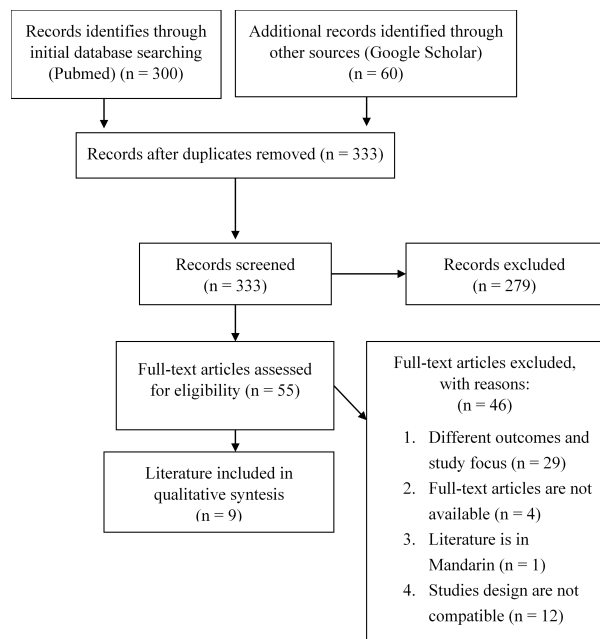 Records identifies through
initial database searching
(Pubmed) (n = 300)
Additional records identified through
other sources (Google Scholar)
(n = 60)
Records after duplicates removed (n = 333)
Records screened
(n = 333)
Records excluded
(n = 279)
Full-text articles assessed
for eligibility (n = 55)
Full-text articles excluded,
with reasons:
(n = 46)
1. Different outcomes and
study focus (n = 29)
2. Full-text articles are not
available (n = 4)
3. Literature is in
Mandarin (n = 1)
4. Studies design are not
compatible (n = 12)
Literature included in
qualitative syntesis
(n = 9)